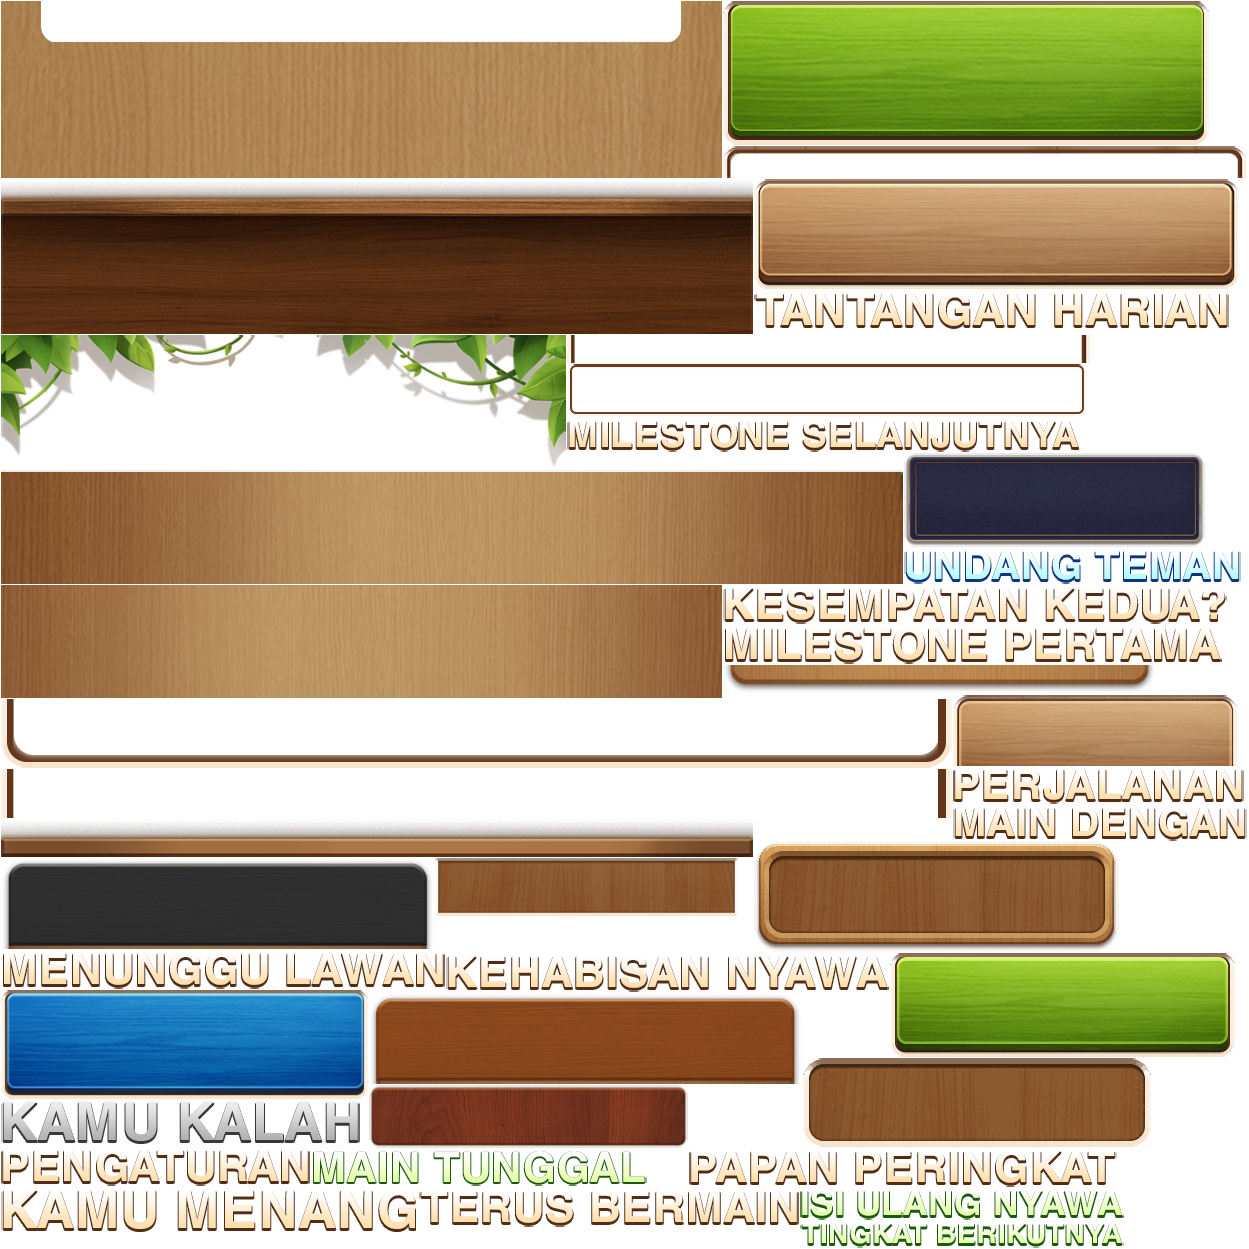 TANTANGAN HARIAN
MILESTONE SELANJUTNYA
UNDANG TEMAN
KESEMPATAN KEDUA?
MILESTONE PERTAMA
PERJALANAN
MAIN DENGAN
MENUNGGU LAWAN
KEHABISAN NYAWA
KAMU KALAH
PENGATURAN
MAIN TUNGGAL
PAPAN PERINGKAT
KAMU MENANG
TERUS BERMAIN
ISI ULANG NYAWA
TINGKAT BERIKUTNYA